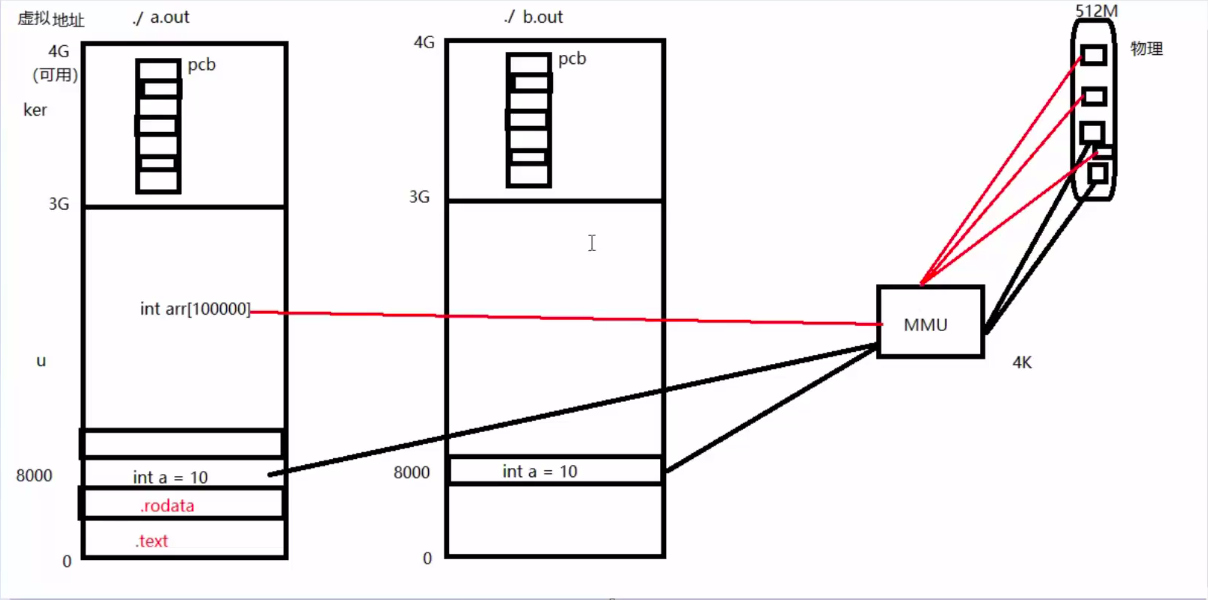 虚拟地址
./ a.out
./ b.out
512M
4G
(可用)
pcb
4G
pcb
物理
ker
3G
3G
int arr[100000]
MMU
u
4K
8000
int a = 10
8000
int a = 10
.rodata
.text
0
0